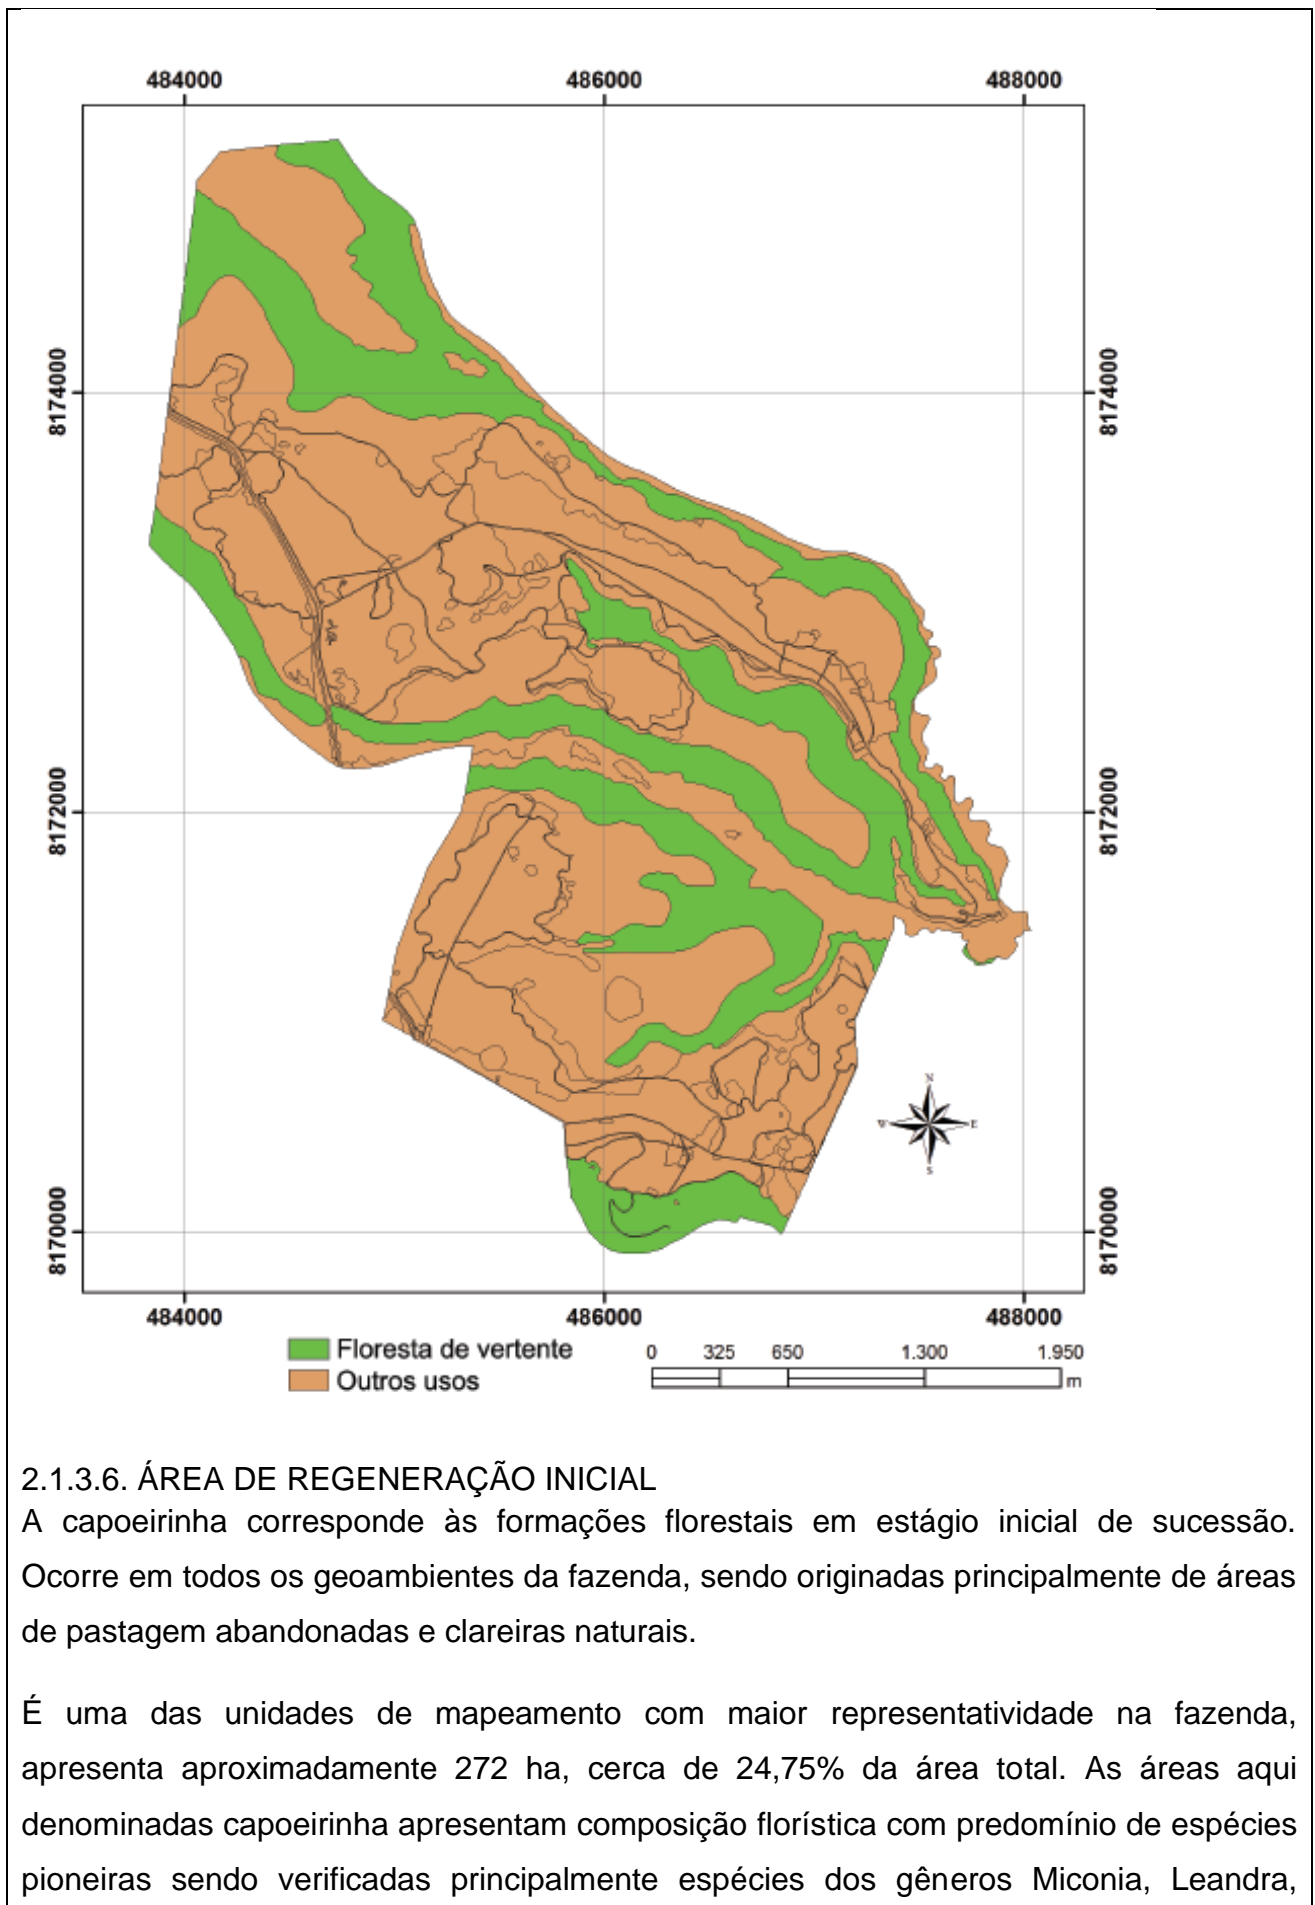 484000 486000 488000
8174000 8174000
8172000 8172000
N
W E
S
8170000 8170000
484000 486000 488000
Floresta de vertente
Outros usos
0 325 650 1.300 1.950
m
2.1.3.6. ÁREA DE REGENERAÇÃO INICIAL
A capoeirinha corresponde às formações florestais em estágio inicial de sucessão.
Ocorre em todos os geoambientes da fazenda, sendo originadas principalmente de áreas
de pastagem abandonadas e clareiras naturais.
É uma das unidades de mapeamento com maior representatividade na fazenda,
apresenta aproximadamente 272 ha, cerca de 24,75% da área total. As áreas aqui
denominadas capoeirinha apresentam composição florística com predomínio de espécies
pioneiras sendo verificadas principalmente espécies dos gêneros Miconia, Leandra,